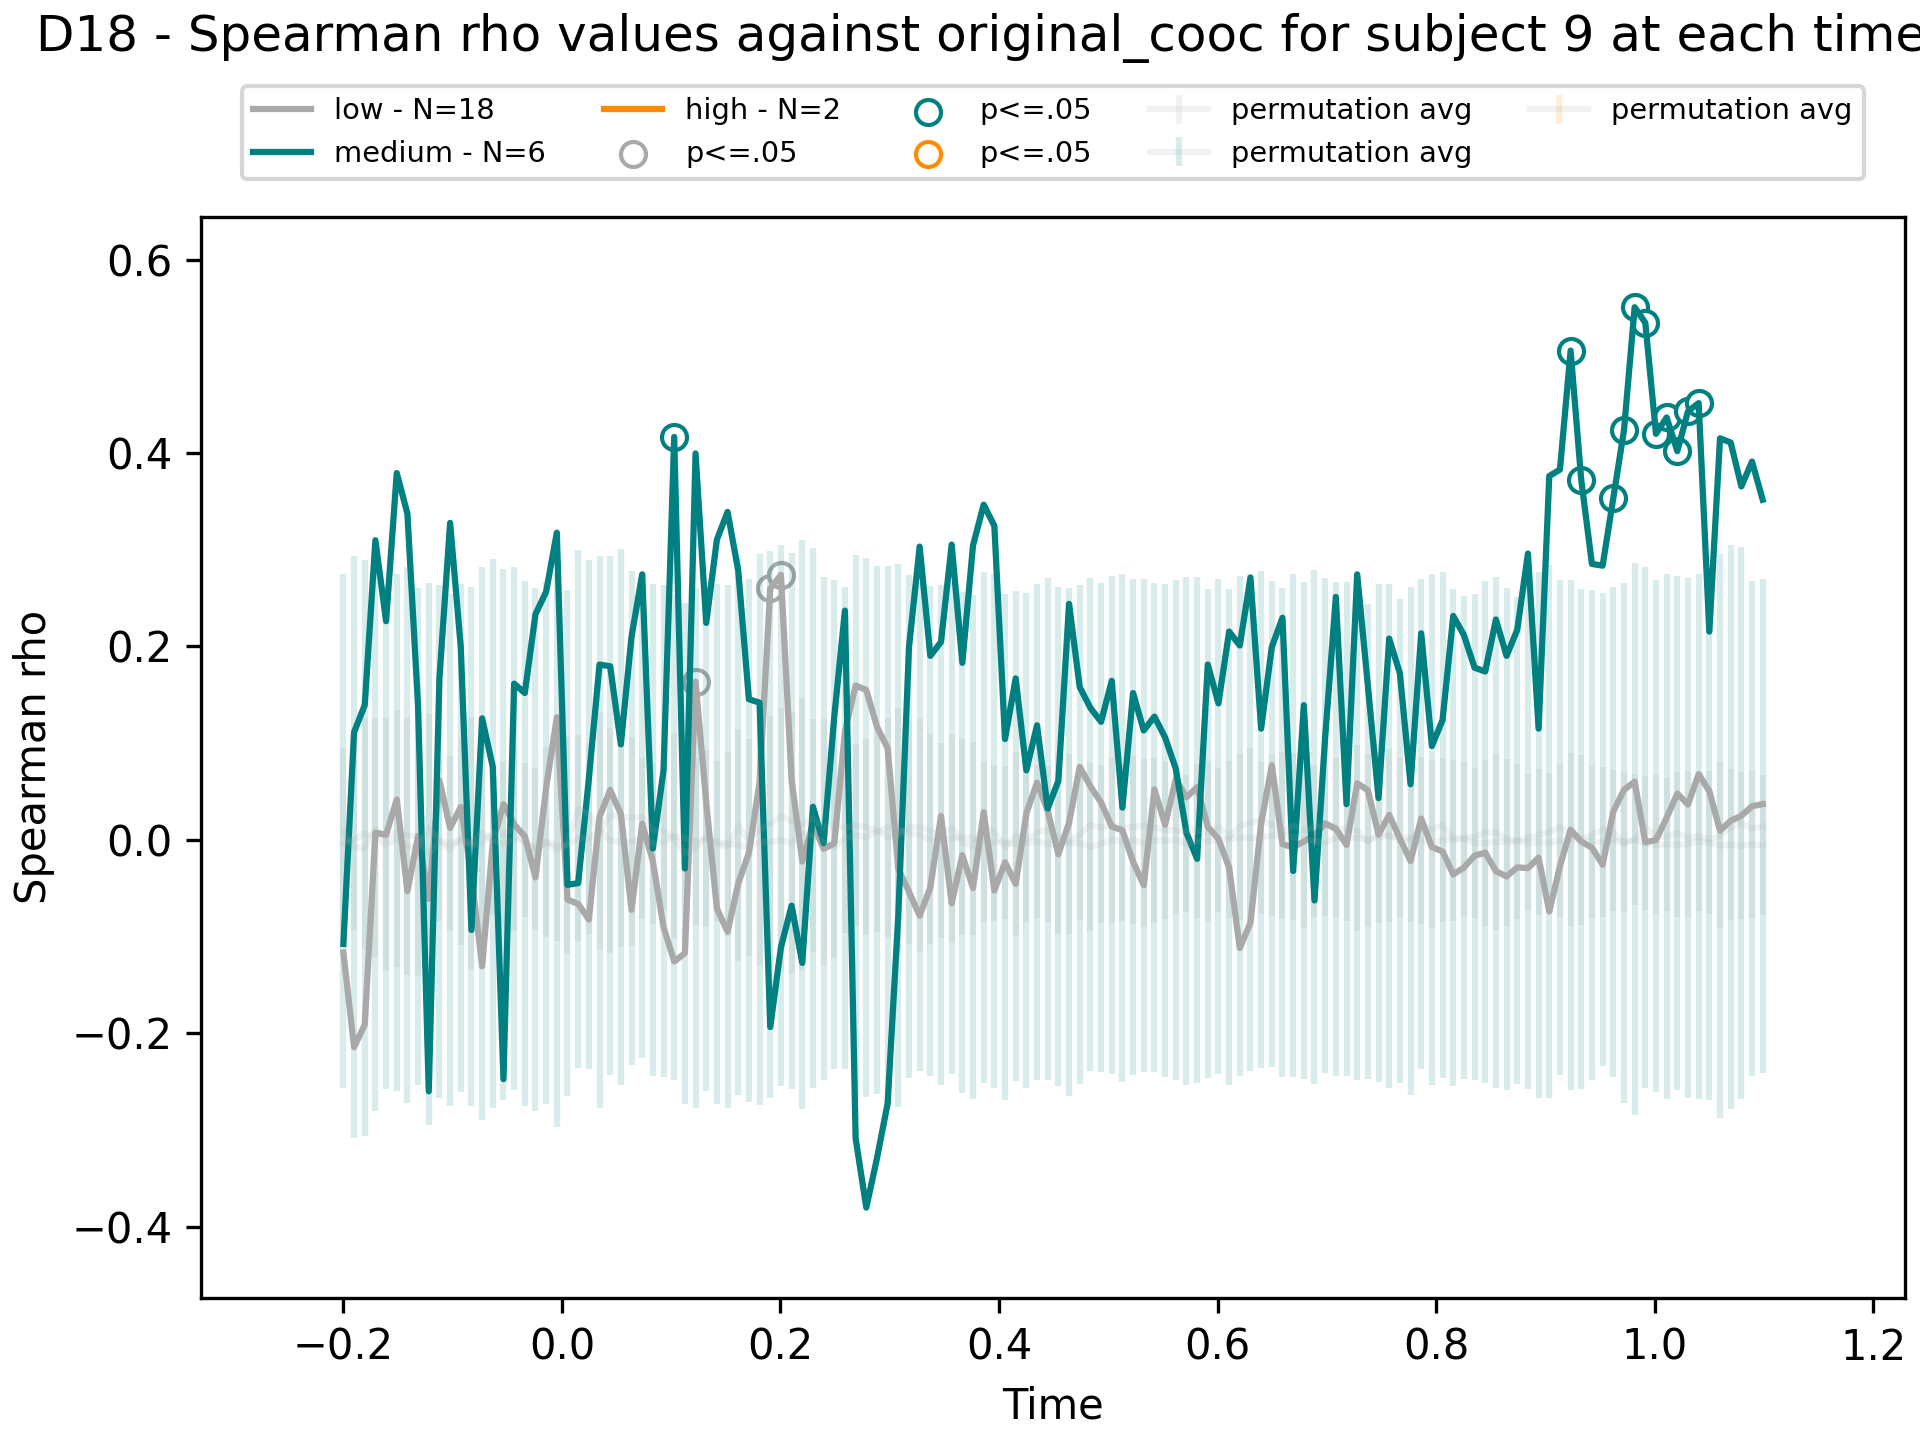 D18 - Spearman rho values against original_cooc for subject 9 at each time
low - N=18
medium - N=6
high - N=2
p<=.05
p<=.05
p<=.05
permutation avg
permutation avg
permutation avg
0.6
0.4
0.2
0.0
−0.2
−0.4
Spearman rho
−0.2 0.0 0.2 0.4 0.6 0.8 1.0 1.2
Time